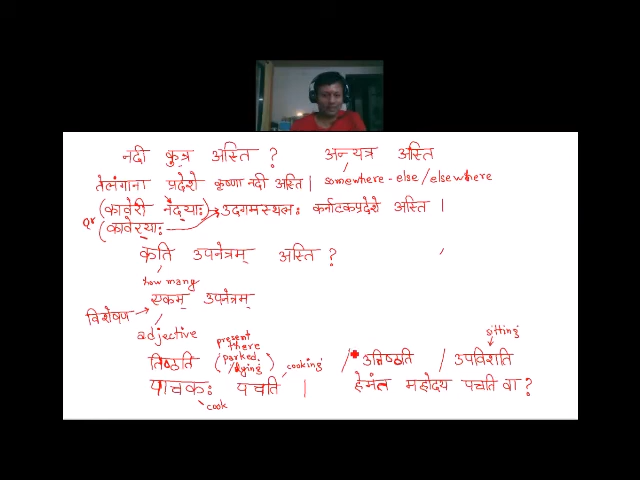 नदी कुत्र अस्ति ? अन्यत्र अस्ति
तेलंगाना प्रदेशे कृष्णा नदी अस्ति | somewhere-else/elsewhere
(कावेरी नद्याः) उदगमस्थलः कर्नाटकप्रदेशे अस्ति |
or (कावेर्‌याः
कति उपनेत्रम् अस्ति ?
how many
एकम् उपनेत्रम्
विशेषण
adjective
तिष्ठति (present there parked, /lying) / उत्तिष्ठति / उपविशति sitting
पाचकः पचति cooking | हेमंत महोदय पचति वा ?
cook